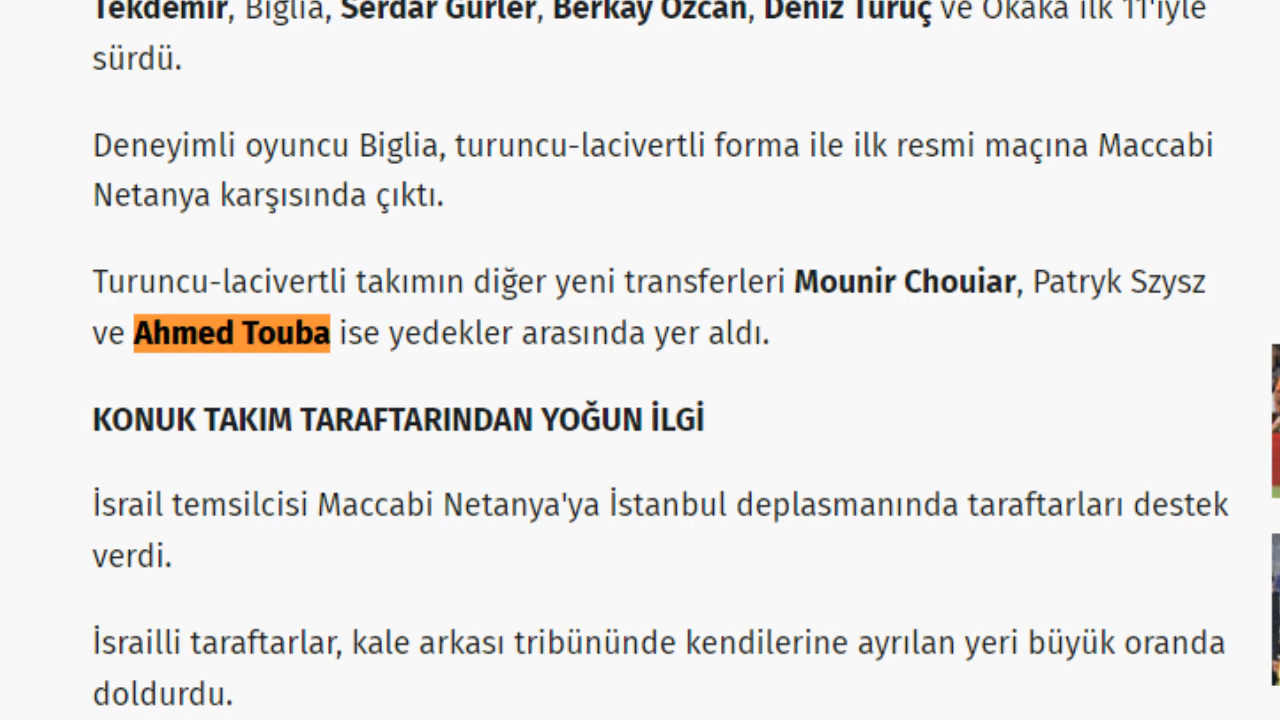 Tekdemir, Biglia, Serdar Gürler, Berkay Özcan, Deniz Türüç ve Okaka ilk 11'iyle
sürdü.
Deneyimli oyuncu Biglia, turuncu-lacivertli forma ile ilk resmi maçına Maccabi
Netanya karşısında çıktı.
Turuncu-lacivertli takımın diğer yeni transferleri Mounir Chouiar, Patryk Szysz
ve Ahmed Touba ise yedekler arasında yer aldı.
KONUK TAKIM TARAFTARINDAN YOĞUN İLGİ
İsrail temsilcisi Maccabi Netanya'ya İstanbul deplasmanında taraftarları destek
verdi.
İsrailli taraftarlar, kale arkası tribününde kendilerine ayrılan yeri büyük oranda
doldurdu.